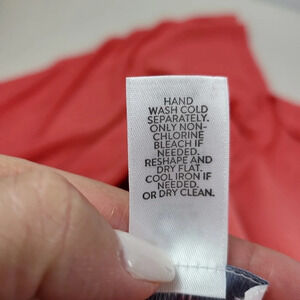 HAND
WASH COLD
SEPARATELY.
ONLY NON-
CHLORINE
BLEACH IF
NEEDED.
RESHAPE AND
DRY FLAT.
COOL IRON IF
NEEDED.
OR DRY CLEAN.